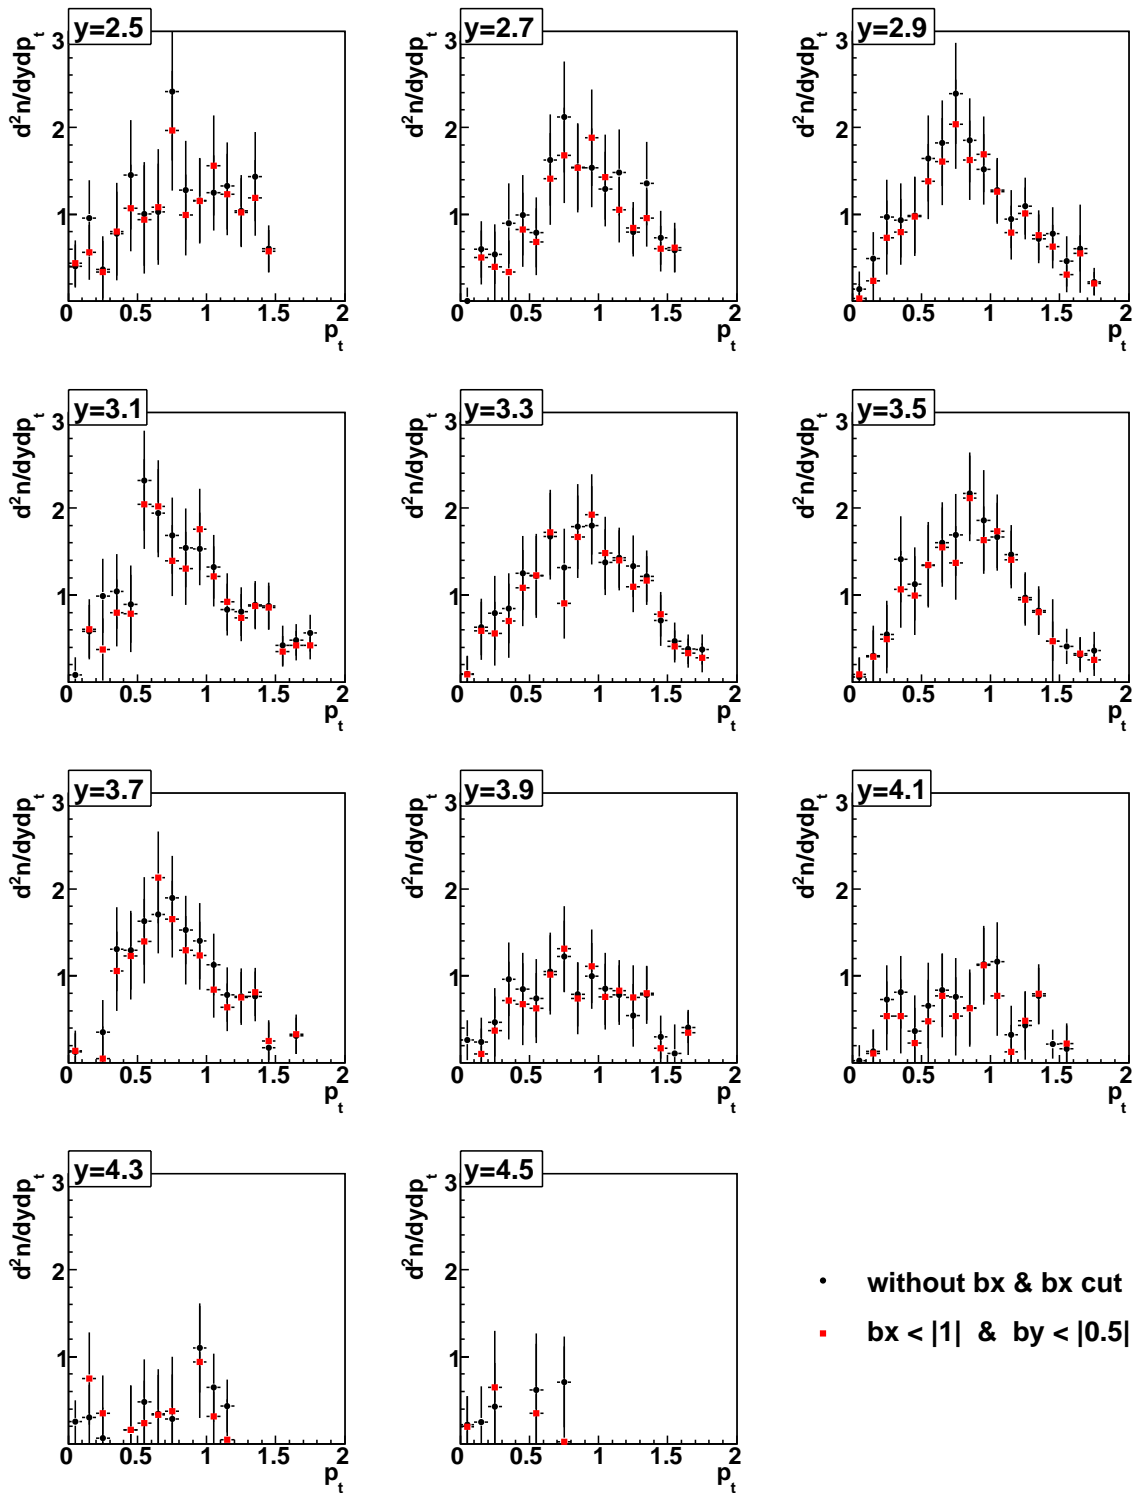 y=2.5
d²n/dydpₜ
3
2
1
0 0.5 1 1.5 2
pₜ
y=2.7
d²n/dydpₜ
3
2
1
0 0.5 1 1.5 2
pₜ
y=2.9
d²n/dydpₜ
3
2
1
0 0.5 1 1.5 2
pₜ
y=3.1
d²n/dydpₜ
3
2
1
0 0.5 1 1.5 2
pₜ
y=3.3
d²n/dydpₜ
3
2
1
0 0.5 1 1.5 2
pₜ
y=3.5
d²n/dydpₜ
3
2
1
0 0.5 1 1.5 2
pₜ
y=3.7
d²n/dydpₜ
3
2
1
0 0.5 1 1.5 2
pₜ
y=3.9
d²n/dydpₜ
3
2
1
0 0.5 1 1.5 2
pₜ
y=4.1
d²n/dydpₜ
3
2
1
0 0.5 1 1.5 2
pₜ
y=4.3
d²n/dydpₜ
3
2
1
0 0.5 1 1.5 2
pₜ
y=4.5
d²n/dydpₜ
3
2
1
0 0.5 1 1.5 2
pₜ
without bx & bx cut
bx < |1| & by < |0.5|